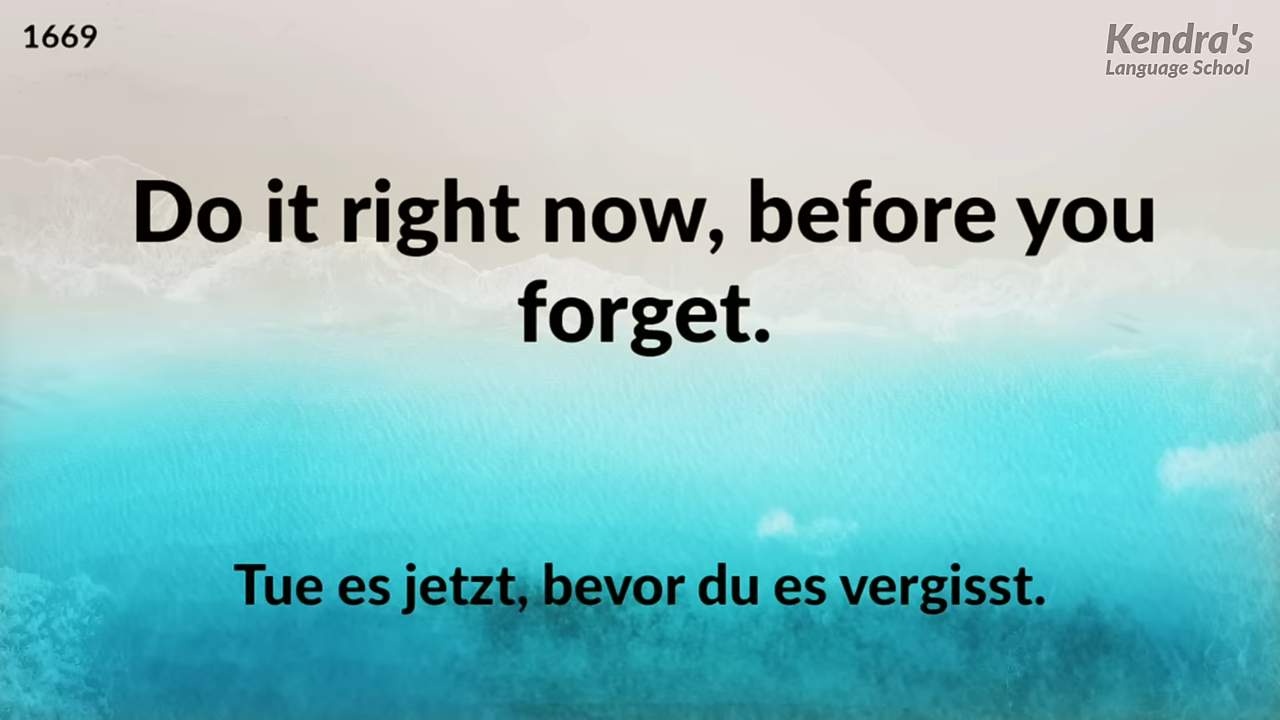 1669
Kendra's
Language School
Do it right now, before you
forget.
Tue es jetzt, bevor du es vergisst.